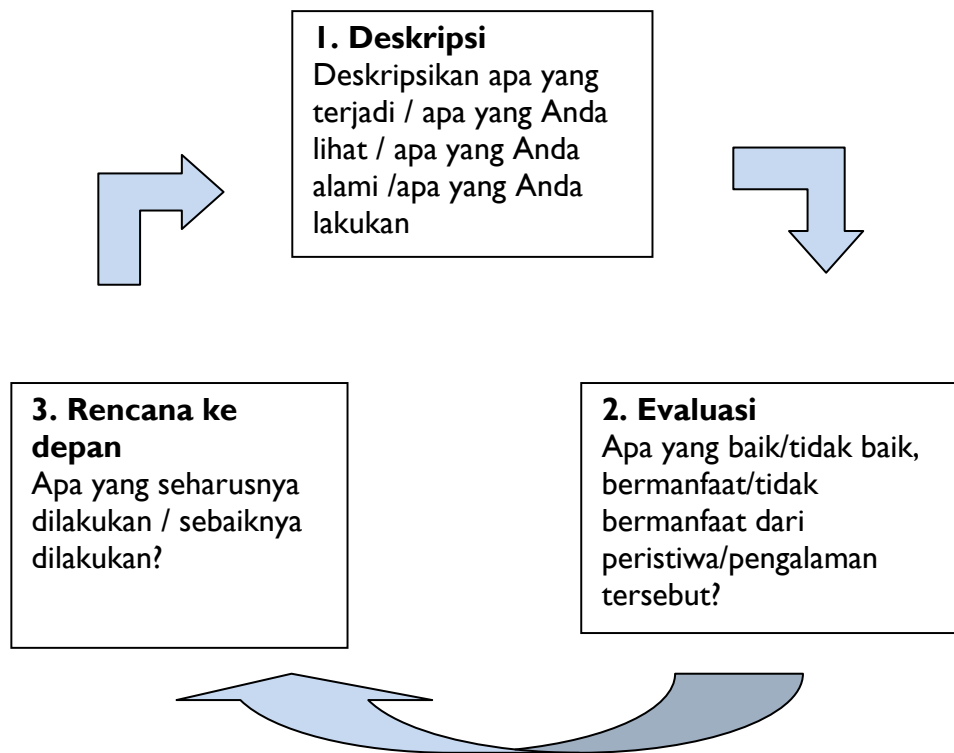 1. Deskripsi
Deskripsikan apa yang
terjadi / apa yang Anda
lihat / apa yang Anda
alami /apa yang Anda
lakukan
3. Rencana ke
depan
Apa yang seharusnya
dilakukan / sebaiknya
dilakukan?
2. Evaluasi
Apa yang baik/tidak baik,
bermanfaat/tidak
bermanfaat dari
peristiwa/pengalaman
tersebut?